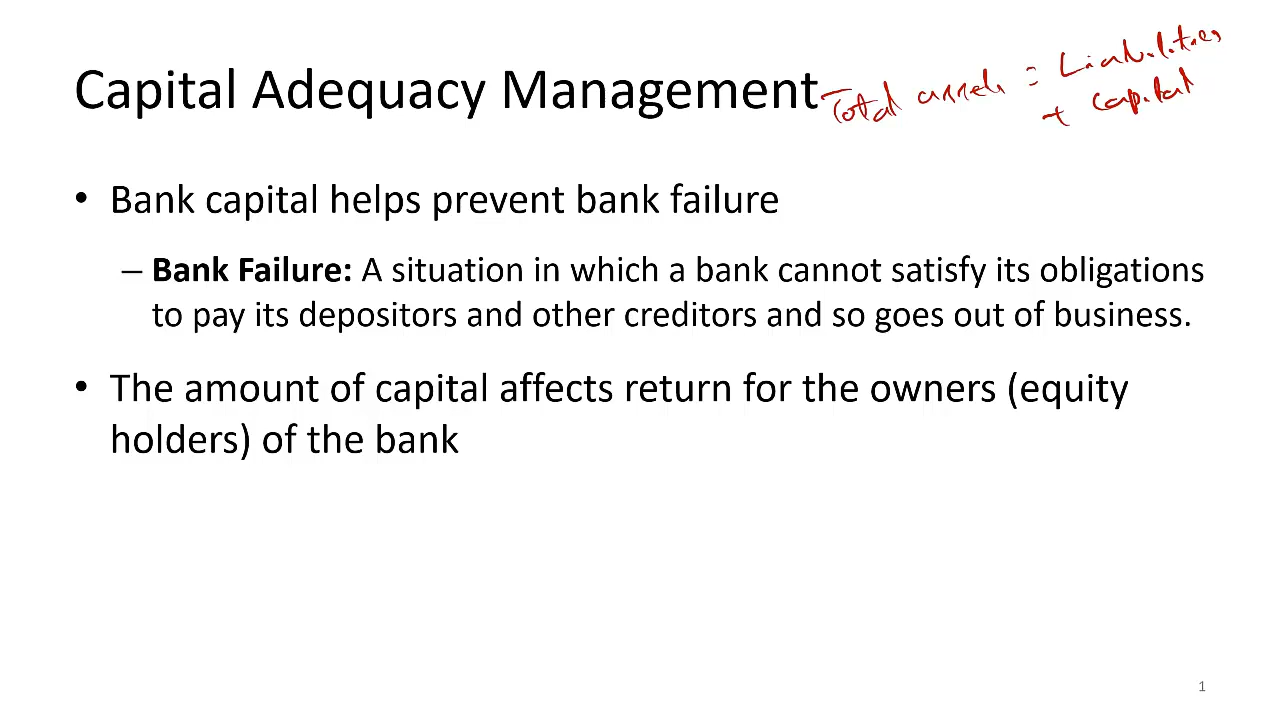 Capital Adequacy Management
Total assets = Liabilities
+ capital
• Bank capital helps prevent bank failure
– Bank Failure: A situation in which a bank cannot satisfy its obligations
to pay its depositors and other creditors and so goes out of business.
• The amount of capital affects return for the owners (equity
holders) of the bank
1